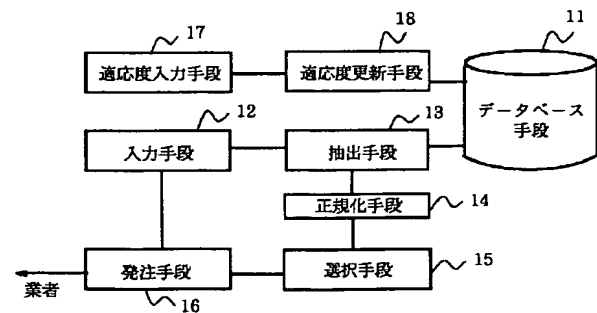 17
18
11
適応度入力手段
適応度更新手段
データベース
手段
12
13
入力手段
抽出手段
正規化手段
14
発注手段
選択手段
15
業者
16